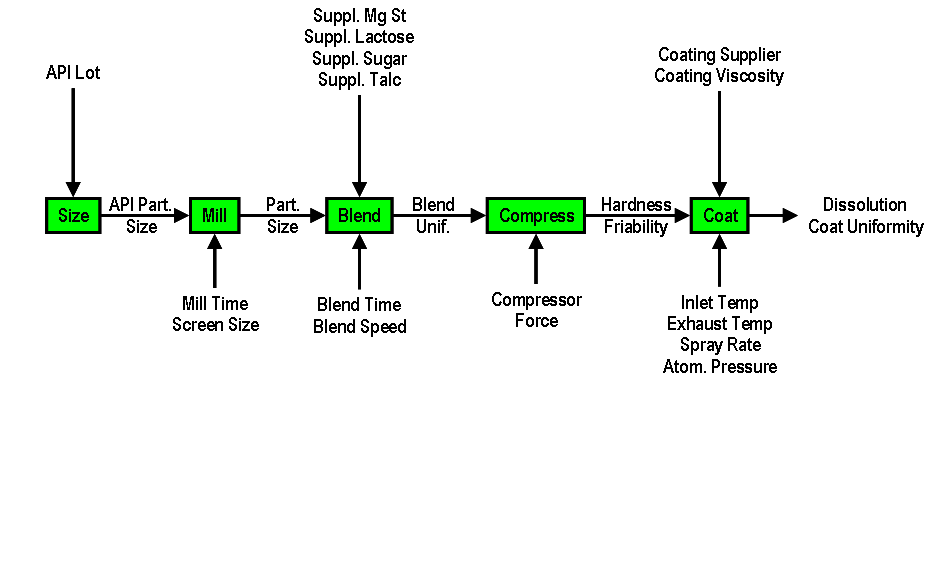 Suppl. Mg St
Suppl. Lactose
Suppl. Sugar
Suppl. Talc
Coating Supplier
Coating Viscosity
API Lot
Size
API Part.
Size
Mill
Part.
Size
Blend
Blend
Unif.
Compress
Hardness
Friability
Coat
Dissolution
Coat Uniformity
Mill Time
Screen Size
Blend Time
Blend Speed
Compressor
Force
Inlet Temp
Exhaust Temp
Spray Rate
Atom. Pressure